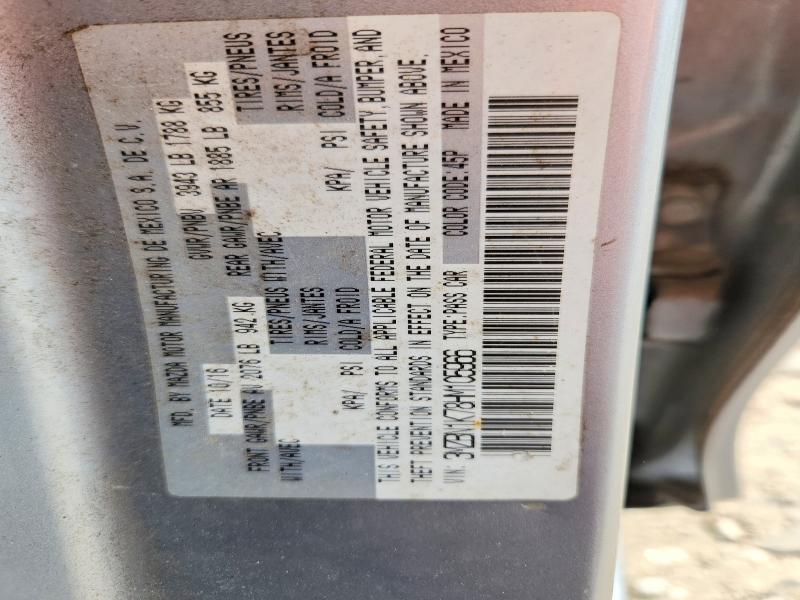 MFD. BY MAZDA MOTOR MANUFACTURING DE MEXICO S.A. DE C.V.
DATE 10/16 GVWR/PNBV 3943 LB 1788 KG
FRONT GAWR/PNBE AV 2076 LB 942 KG REAR GAWR/PNBE AR 1885 LB 855 KG
WITH/AVEC TIRES/PNEUS WITH/AVEC TIRES/PNEUS
RIMS/JANTES RIMS/JANTES
KPA/ PSI COLD/A FROID KPA/ PSI COLD/A FROID
THIS VEHICLE CONFORMS TO ALL APPLICABLE FEDERAL MOTOR VEHICLE SAFETY, BUMPER, AND
THEFT PREVENTION STANDARDS IN EFFECT ON THE DATE OF MANUFACTURE SHOWN ABOVE.
VIN: TYPE:PASS CAR COLOR CODE:45P MADE IN MEXICO